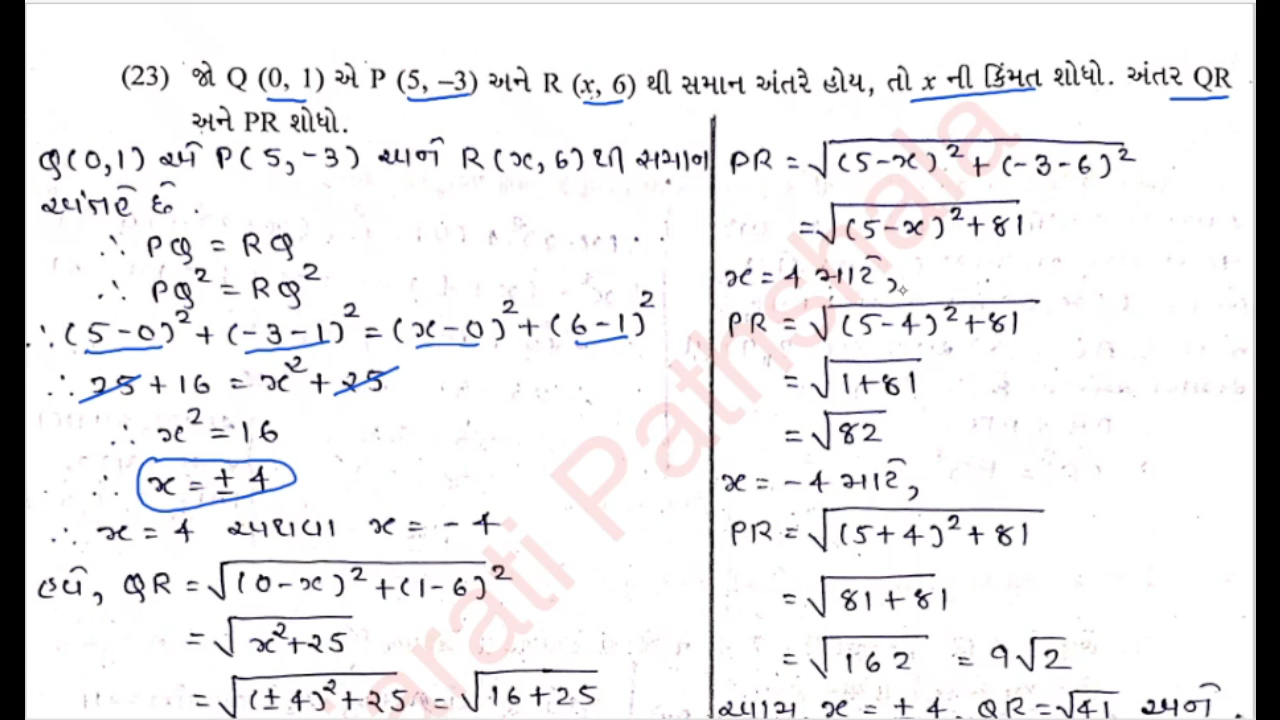 (23) જો Q (0, 1) એ P (5, –3) અને R (x, 6) થી સમાન અંતરે હોય, તો x ની કિંમત શોધો. અંતર QR
અને PR શોધો.
Q(0,1) એ P(5,-3) અને R(x,6) થી સમાન
અંતરે છે.
∴ PQ = RQ
∴ PQ² = RQ²
∴ (5-0)² + (-3-1)² = (x-0)² + (6-1)²
∴ 25 + 16 = x² + 25
∴ x² = 16
∴ x = ± 4
∴ x = 4 અથવા x = - 4
હવે, QR = √(0-x)² + (1-6)²
= √x²+25
= √(±4)² + 25 = √16+25
PR = √(5-x)² + (-3-6)²
= √(5-x)² + 81
x = 4 માટે,
PR = √(5-4)² + 81
= √1+81
= √82
x = -4 માટે,
PR = √(5+4)² + 81
= √81+81
= √162 = 9√2
આમ x = ± 4, QR = √41 અને
arati Pathshala